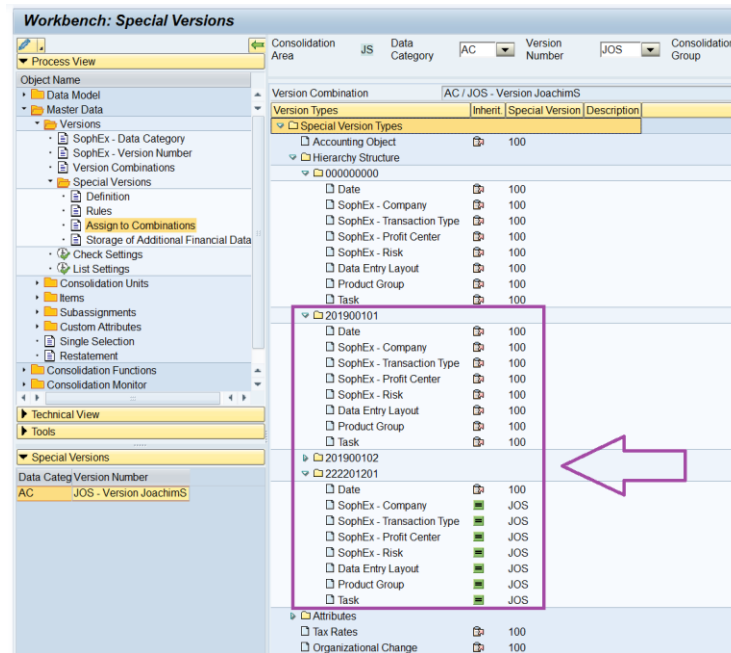 Workbench: Special Versions
Consolidation Area JS Data Category AC Version Number JOS Consolidation Group
Process View
Object Name
Data Model
Master Data
Versions
SophEx - Data Category
SophEx - Version Number
Version Combinations
Special Versions
Definition
Rules
Assign to Combinations
Storage of Additional Financial Data
Check Settings
List Settings
Consolidation Units
Items
Subassignments
Custom Attributes
Single Selection
Restatement
Consolidation Functions
Consolidation Monitor
Technical View
Tools
Special Versions
Data Categ Version Number
AC JOS - Version JoachimS
Version Combination AC / JOS - Version JoachimS
Version Types Inherit. Special Version Description
Special Version Types
Accounting Object 100
Hierarchy Structure
000000000
Date 100
SophEx - Company 100
SophEx - Transaction Type 100
SophEx - Profit Center 100
SophEx - Risk 100
Data Entry Layout 100
Product Group 100
Task 100
201900101
Date 100
SophEx - Company 100
SophEx - Transaction Type 100
SophEx - Profit Center 100
SophEx - Risk 100
Data Entry Layout 100
Product Group 100
Task 100
201900102
222201201
Date 100
SophEx - Company JOS
SophEx - Transaction Type JOS
SophEx - Profit Center JOS
SophEx - Risk JOS
Data Entry Layout JOS
Product Group JOS
Task JOS
Attributes
Tax Rates 100
Organizational Change 100